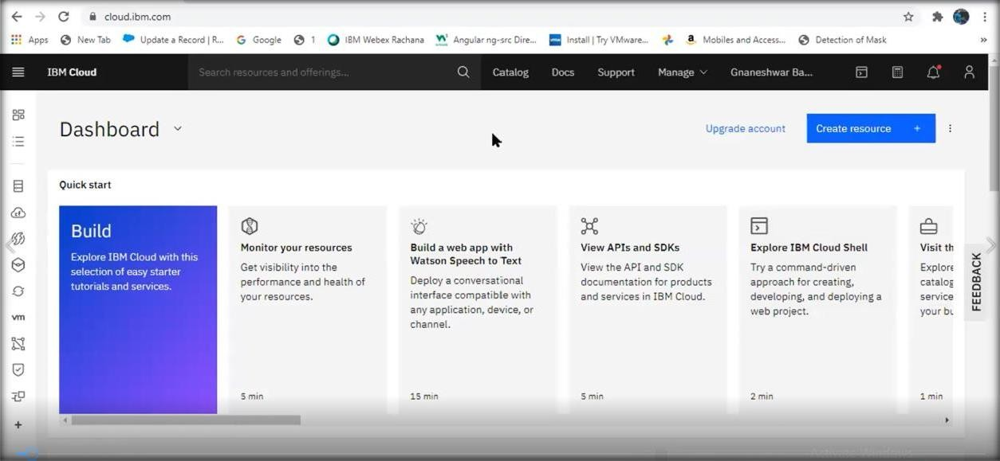 cloud.ibm.com
Apps New Tab Update a Record | R... Google 1 IBM Webex Rachana Angular ng-src Dire... Install | Try VMware... Mobiles and Access... Detection of Mask »
IBM Cloud Search resources and offerings... Catalog Docs Support Manage Gnaneshwar Ba...
Dashboard
Upgrade account
Create resource +
Quick start
Build
Explore IBM Cloud with this
selection of easy starter
tutorials and services.
Monitor your resources
Get visibility into the
performance and health of
your resources.
5 min
Build a web app with
Watson Speech to Text
Deploy a conversational
interface compatible with
any application, device, or
channel.
15 min
View APIs and SDKs
View the API and SDK
documentation for products
and services in IBM Cloud.
5 min
Explore IBM Cloud Shell
Try a command-driven
approach for creating,
developing, and deploying a
web project.
2 min
Visit th
Explore
catalog
service
your bu
1 min
FEEDBACK
vm
Activate Windows